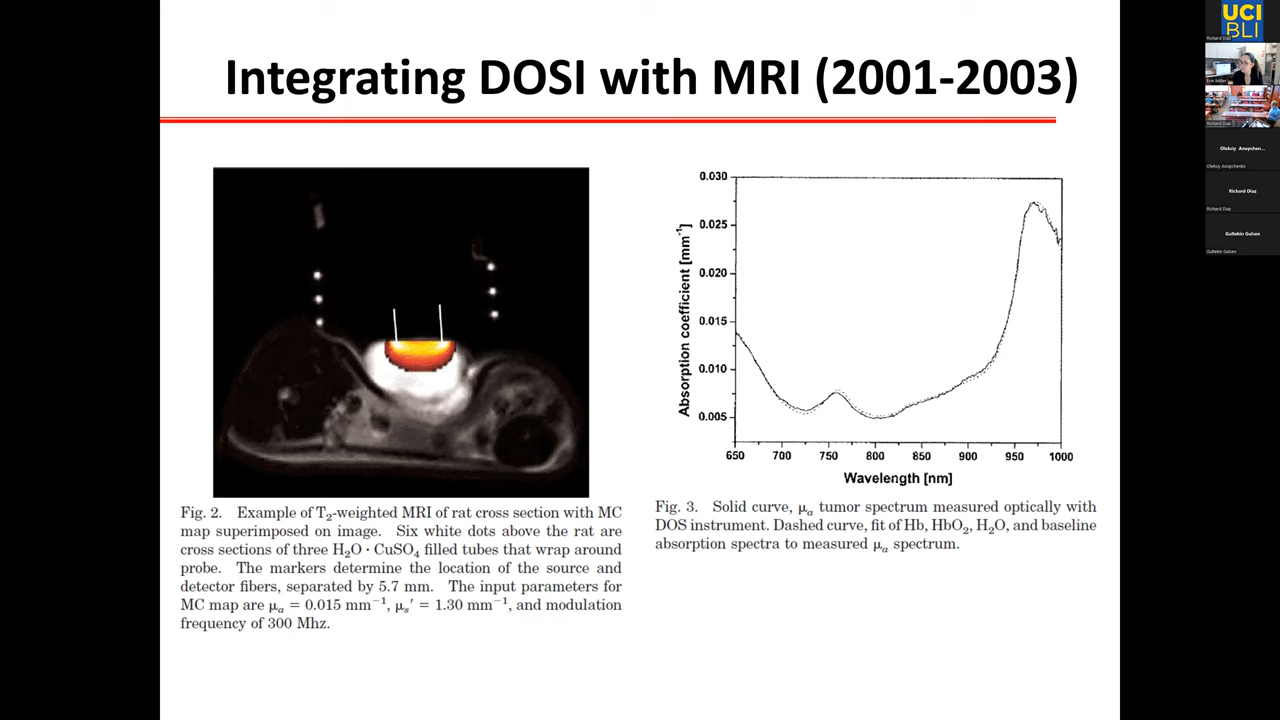 Integrating DOSI with MRI (2001-2003)
Fig. 2. Example of T₂-weighted MRI of rat cross section with MC
map superimposed on image. Six white dots above the rat are
cross sections of three H₂O · CuSO₄ filled tubes that wrap around
probe. The markers determine the location of the source and
detector fibers, separated by 5.7 mm. The input parameters for
MC map are μₐ = 0.015 mm⁻¹, μₛ′ = 1.30 mm⁻¹, and modulation
frequency of 300 Mhz.
Absorption coefficient [mm⁻¹]
0.030
0.025
0.020
0.015
0.010
0.005
650 700 750 800 850 900 950 1000
Wavelength [nm]
Fig. 3. Solid curve, μₐ tumor spectrum measured optically with
DOS instrument. Dashed curve, fit of Hb, HbO₂, H₂O, and baseline
absorption spectra to measured μₐ spectrum.
UCI
BLI
Richard Diaz
Erin Miller
Richard Diaz
Oleksiy Anopchen...
Oleksiy Anopchenko
Richard Diaz
Richard Diaz
Gultekin Gulsen
Gultekin Gulsen